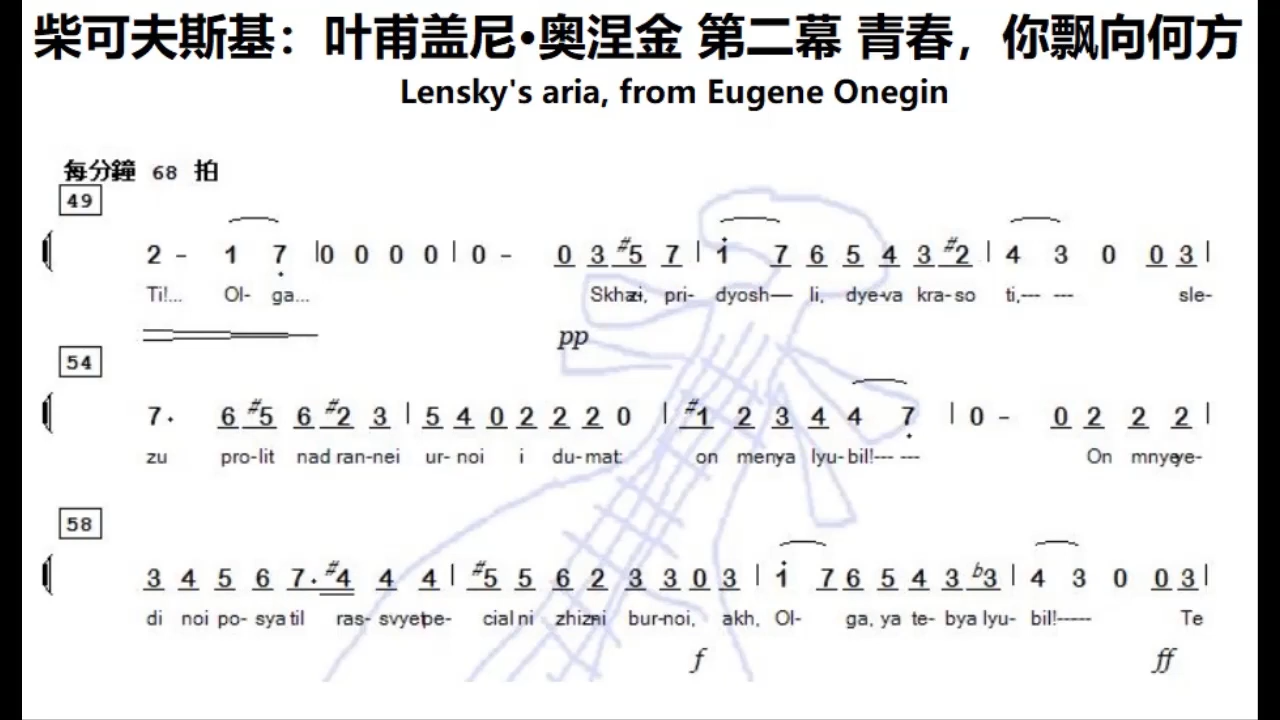 柴可夫斯基：叶甫盖尼•奥涅金 第二幕 青春，你飘向何方
Lensky's aria, from Eugene Onegin
每分鐘 68 拍
49
2 - 1 7̣ |0 0 0 0 | 0 - 0 3 #5 7 | 1̇ 7 6 5 4 3 #2 | 4 3 0 0 3 |
Ti!... Ol- ga... Skhazi, pri- dyosh— li, dyeva kra-so ti,--- --- sle-
pp
54
7. 6 #5 6 #2 3 | 5 4 0 2 2 2 0 | #1 2 3 4 4 7̣ | 0 - 0 2 2 2 |
zu pro-lit nad ran-nei ur- noi i du-mat: on menya lyu-bil!--- --- On mnye ye-
58
3 4 5 6 7. #4 4 4 | #5 5 6 2 3 3 0 3 | 1̇ 7 6 5 4 3 b3 | 4 3 0 0 3 |
di noi po- sya til ras- svyet pe- cial ni zhizni bur-noi, akh, Ol- ga, ya te- bya lyu- bil!----- Te
f ff